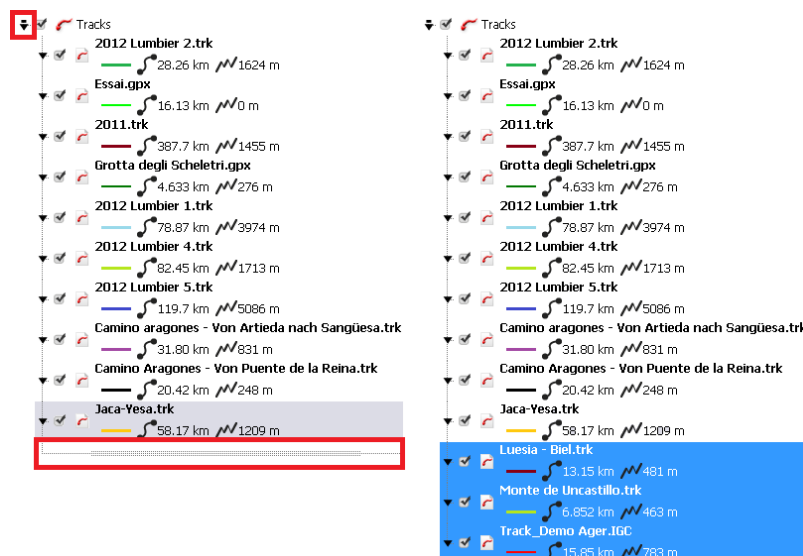 Tracks
2012 Lumbier 2.trk
28.26 km 1624 m
Essai.gpx
16.13 km 0 m
2011.trk
387.7 km 1455 m
Grotta degli Scheletri.gpx
4.633 km 276 m
2012 Lumbier 1.trk
78.87 km 3974 m
2012 Lumbier 4.trk
82.45 km 1713 m
2012 Lumbier 5.trk
119.7 km 5086 m
Camino aragones - Von Artieda nach Sangüesa.trk
31.80 km 831 m
Camino Aragones - Von Puente de la Reina.trk
20.42 km 248 m
Jaca-Yesa.trk
58.17 km 1209 m
Tracks
2012 Lumbier 2.trk
28.26 km 1624 m
Essai.gpx
16.13 km 0 m
2011.trk
387.7 km 1455 m
Grotta degli Scheletri.gpx
4.633 km 276 m
2012 Lumbier 1.trk
78.87 km 3974 m
2012 Lumbier 4.trk
82.45 km 1713 m
2012 Lumbier 5.trk
119.7 km 5086 m
Camino aragones - Von Artieda nach Sangüesa.trk
31.80 km 831 m
Camino Aragones - Von Puente de la Reina.trk
20.42 km 248 m
Jaca-Yesa.trk
58.17 km 1209 m
Luesia - Biel.trk
13.15 km 481 m
Monte de Uncastillo.trk
6.852 km 463 m
Track_Demo Ager.IGC
15.85 km 783 m